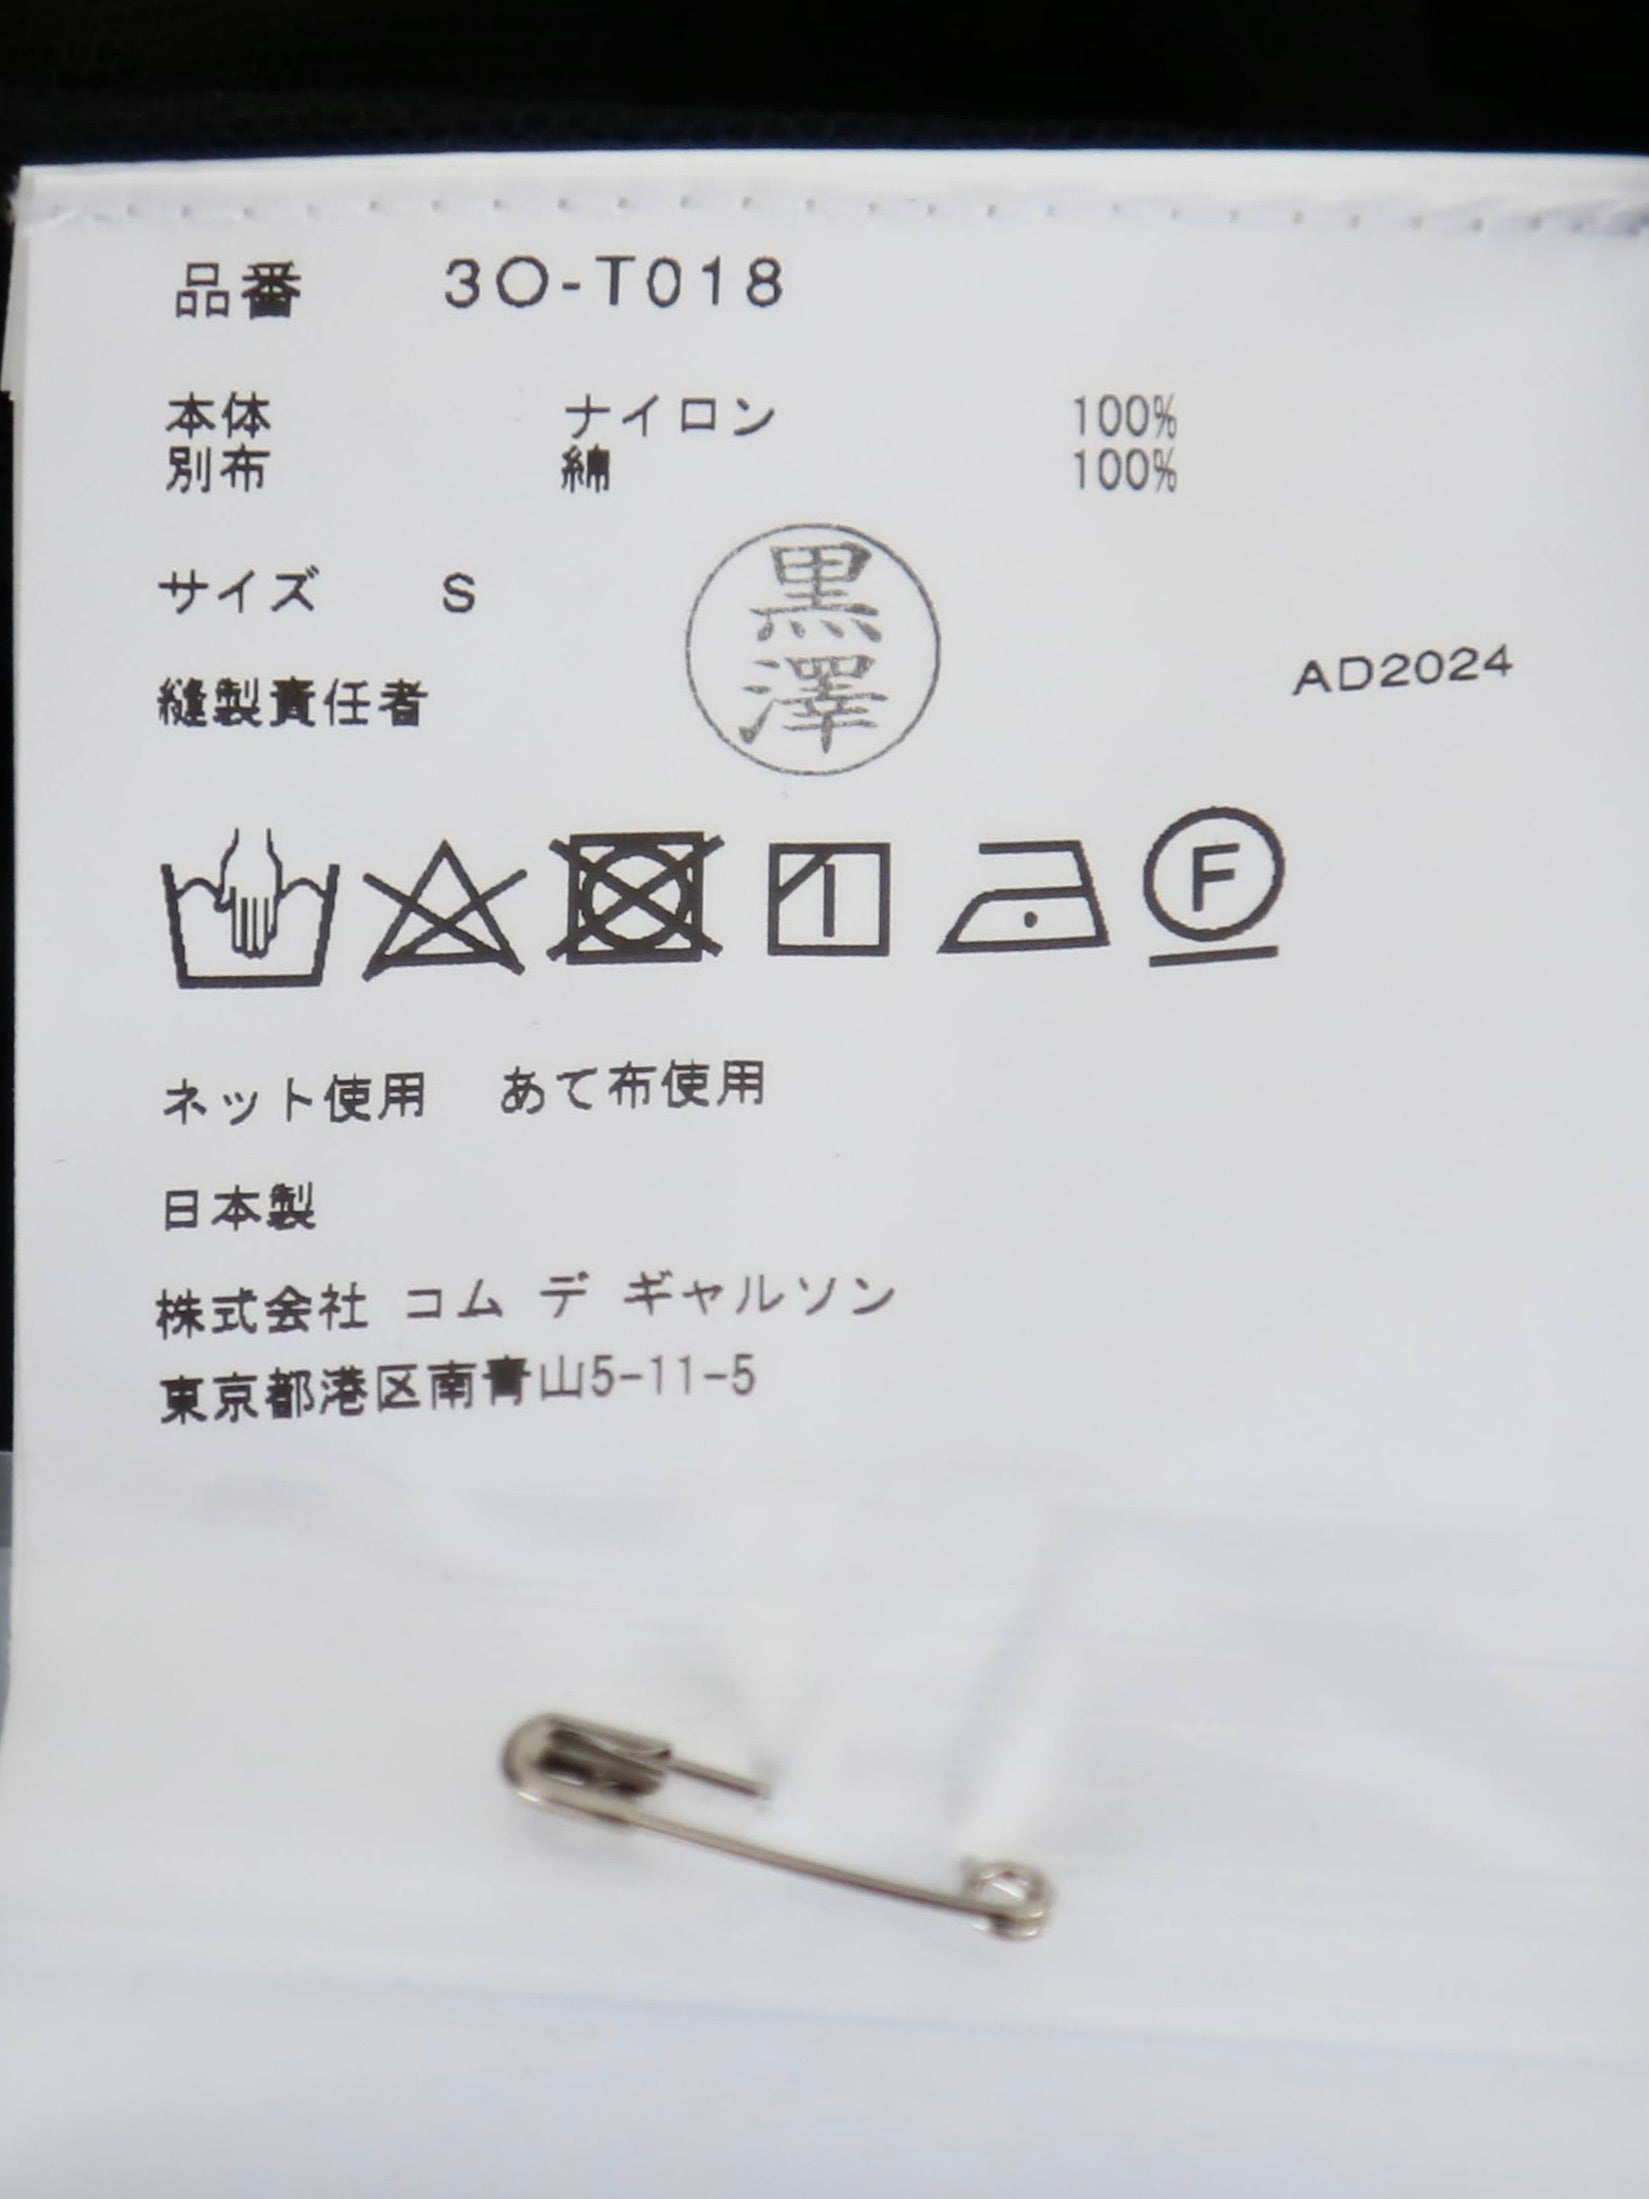 品番 3O-T018
本体 ナイロン 100%
別布 綿 100%
サイズ S
黒澤
縫製責任者
AD2024
F
ネット使用 あて布使用
日本製
株式会社 コム デ ギャルソン
東京都港区南青山5-11-5